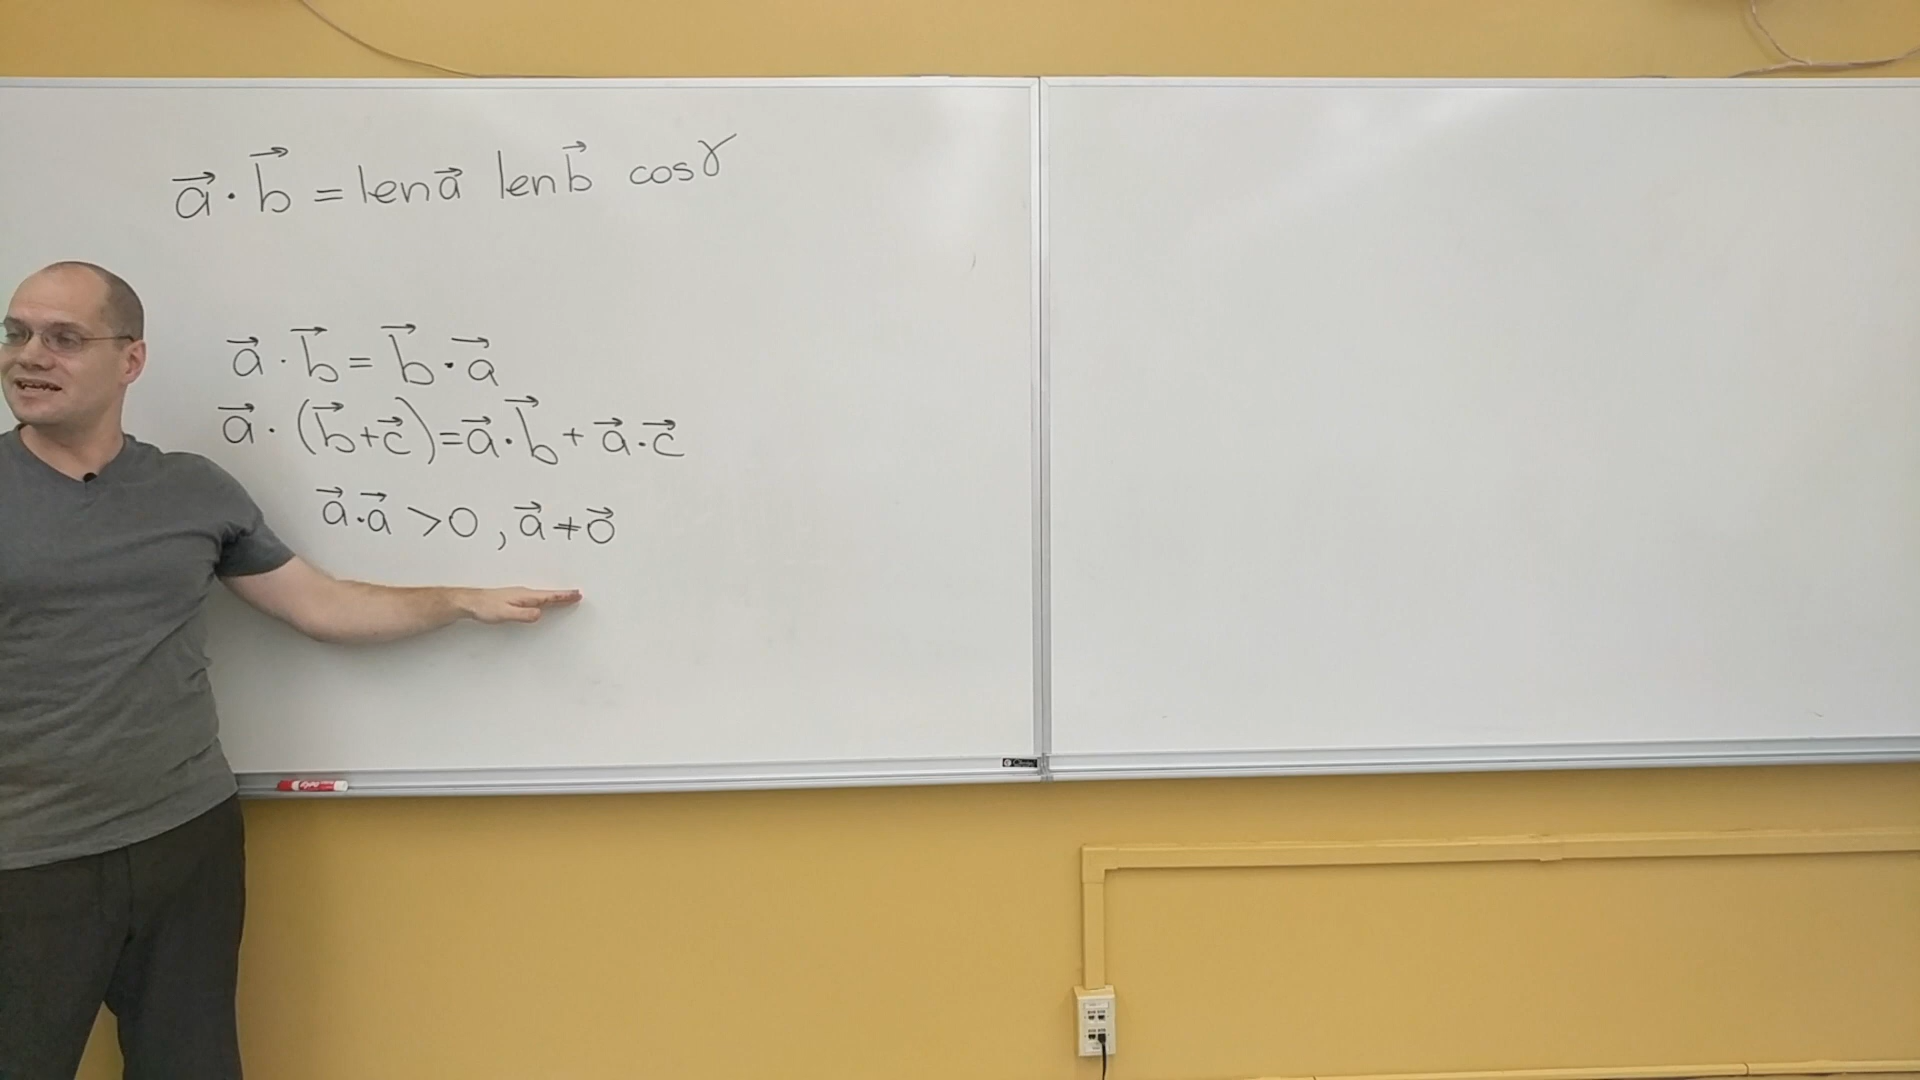 a⃗ · b⃗ = len a⃗ len b⃗ cos γ
a⃗ · b⃗ = b⃗ · a⃗
a⃗ · (b⃗ + c⃗) = a⃗ · b⃗ + a⃗ · c⃗
a⃗ · a⃗ > 0 , a⃗ ≠ 0⃗